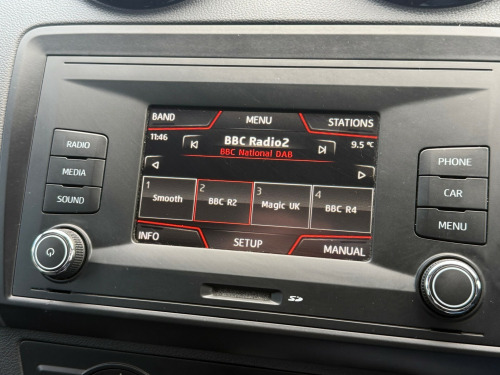 BAND MENU STATIONS
11:46 BBC Radio2 9.5 °C
BBC National DAB
1 2 3 4
Smooth BBC R2 Magic UK BBC R4
INFO SETUP MANUAL
RADIO
MEDIA
SOUND
PHONE
CAR
MENU
SD